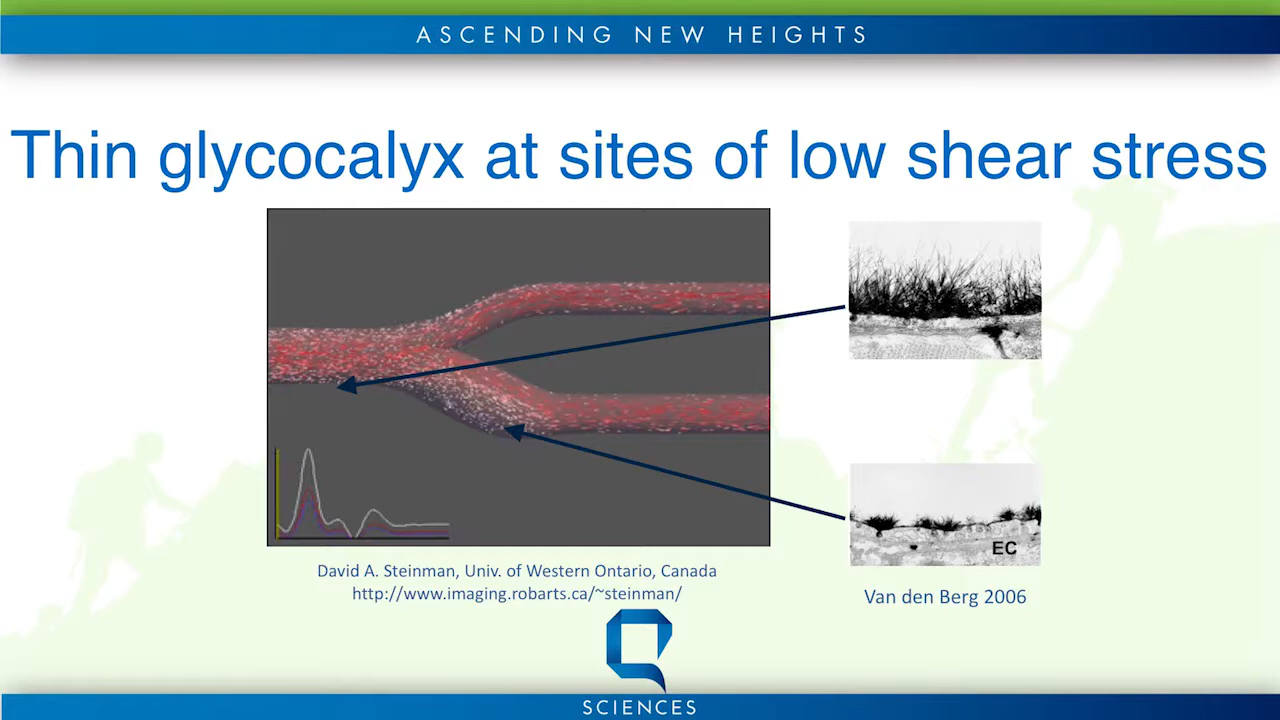 ASCENDING NEW HEIGHTS
Thin glycocalyx at sites of low shear stress
EC
David A. Steinman, Univ. of Western Ontario, Canada
http://www.imaging.robarts.ca/~steinman/
Van den Berg 2006
SCIENCES